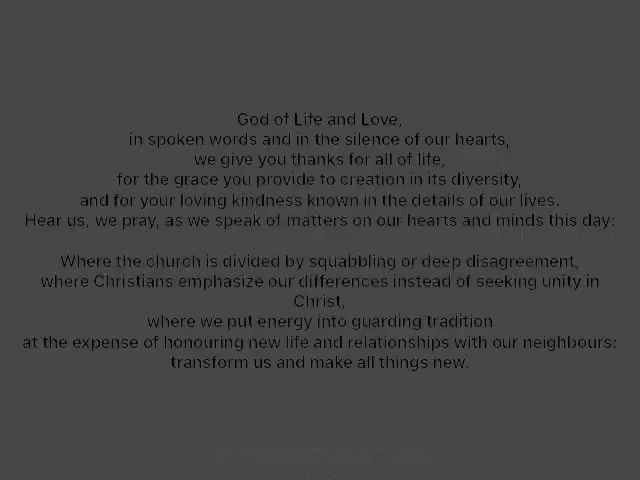 God of Life and Love,
in spoken words and in the silence of our hearts,
we give you thanks for all of life,
for the grace you provide to creation in its diversity,
and for your loving kindness known in the details of our lives.
Hear us, we pray, as we speak of matters on our hearts and minds this day:
Where the church is divided by squabbling or deep disagreement,
where Christians emphasize our differences instead of seeking unity in
Christ,
where we put energy into guarding tradition
at the expense of honouring new life and relationships with our neighbours:
transform us and make all things new.